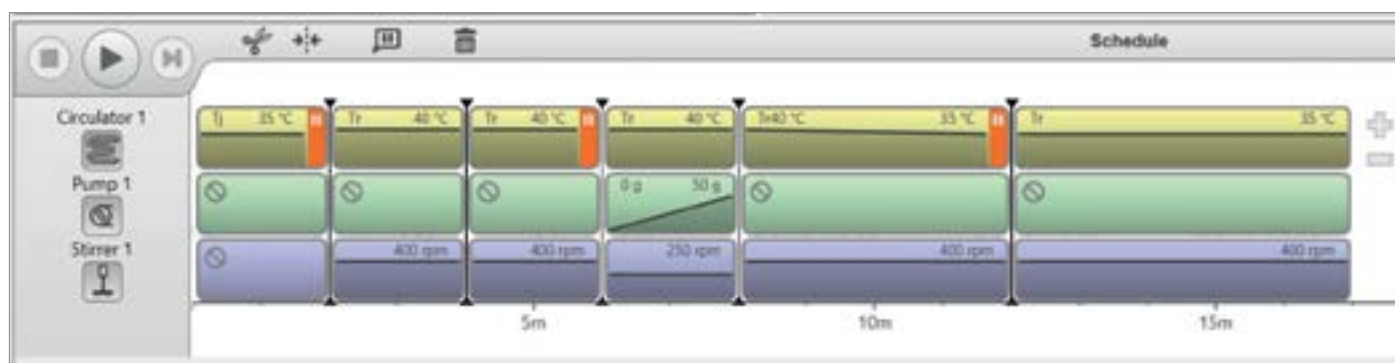 Schedule
Circulator 1
Tj 35 °C Tr 40 °C Tr 40 °C Tr 40 °C Tr40 °C 35 °C Tr 35 °C
Pump 1
0 g 50 g
Stirrer 1
400 rpm 400 rpm 250 rpm 400 rpm 400 rpm
5m 10m 15m